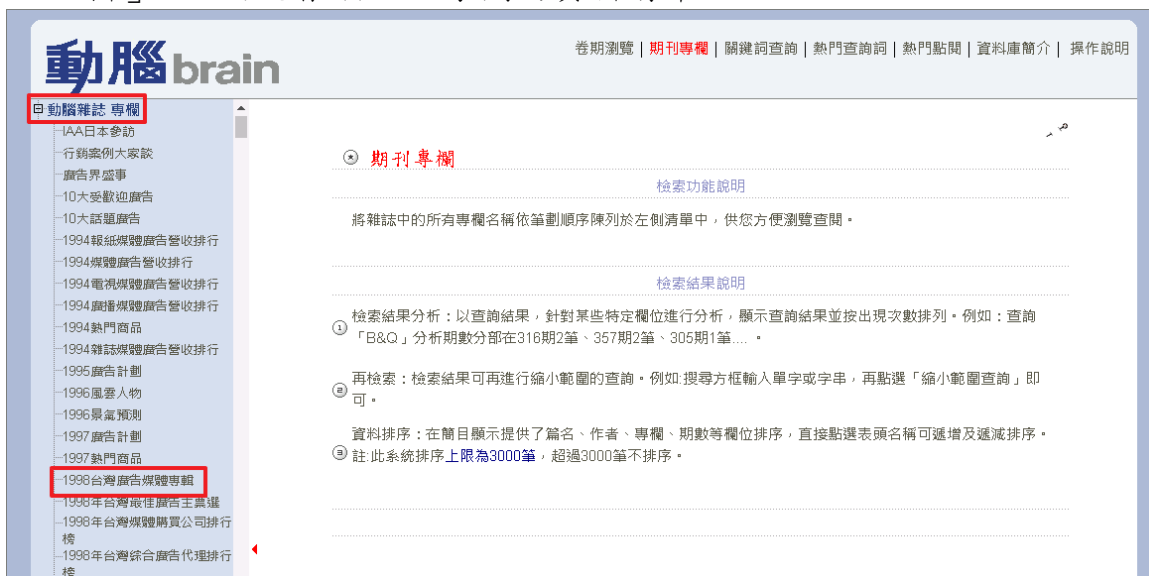 動腦brain
卷期瀏覽 | 期刊專欄 | 關鍵詞查詢 | 熱門查詢詞 | 熱門點閱 | 資料庫簡介 | 操作說明
動腦雜誌 專欄
IAA日本參訪
行銷案例大家談
廣告界盛事
10大受歡迎廣告
10大話題廣告
1994報紙媒體廣告營收排行
1994媒體廣告營收排行
1994電視媒體廣告營收排行
1994廣播媒體廣告營收排行
1994熱門商品
1994雜誌媒體廣告營收排行
1995廣告計劃
1996風雲人物
1996景氣預測
1997廣告計劃
1997熱門商品
1998台灣廣告媒體專輯
1998年台灣最佳廣告主票選
1998年台灣媒體購買公司排行
榜
1998年台灣綜合廣告代理排行
榜
期刊專欄
檢索功能說明
將雜誌中的所有專欄名稱依筆劃順序陳列於左側清單中，供您方便瀏覽查閱。
檢索結果說明
1 檢索結果分析：以查詢結果，針對某些特定欄位進行分析，顯示查詢結果並按出現次數排列。例如：查詢
「B&Q」分析期數分部在316期2筆、357期2筆、305期1筆.... 。
2 再檢索：檢索結果可再進行縮小範圍的查詢。例如:搜尋方框輸入單字或字串，再點選「縮小範圍查詢」即
可。
3 資料排序：在簡目顯示提供了篇名、作者、專欄、期數等欄位排序，直接點選表頭名稱可遞增及遞減排序。
註:此系統排序上限為3000筆，超過3000筆不排序。